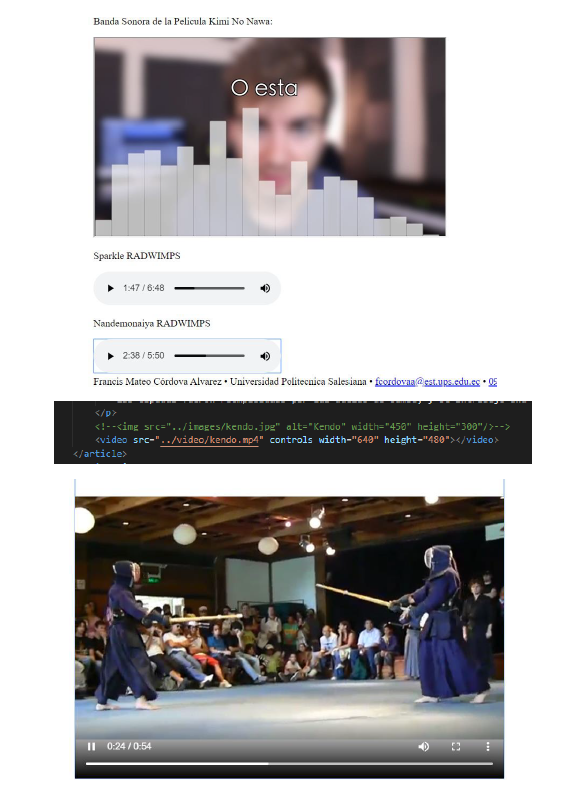 Banda Sonora de la Pelicula Kimi No Nawa:
O esta
Sparkle RADWIMPS
1:47 / 6:48
Nandemonaiya RADWIMPS
2:38 / 5:50
Francis Mateo Córdova Alvarez • Universidad Politecnica Salesiana • fcordovaa@est.ups.edu.ec • 09
</p>
<!--<img src="../images/kendo.jpg" alt="Kendo" width="450" height="300"/>-->
<video src="../video/kendo.mp4" controls width="640" height="480"></video>
</article>
0:24 / 0:54